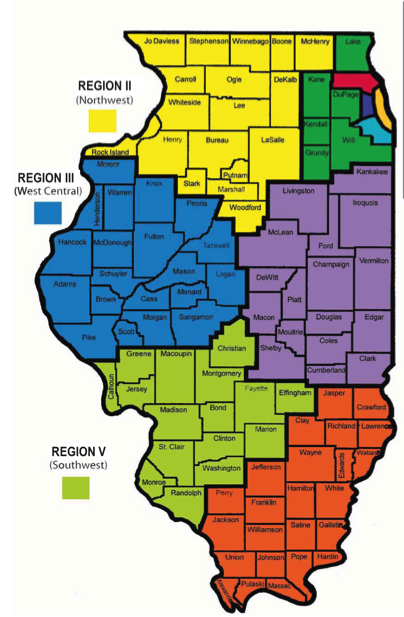 Jo Daviess Stephenson Winnebago Boone McHenry Lake
REGION II
(Northwest)
Carroll Ogle DeKalb Kane
DuPage
Whiteside Lee
Kendall Will
Henry Bureau LaSalle
Grundy
Rock Island
REGION III
(West Central)
Mercer
Kankakee
Putnam
Stark Marshall
Knox
Warren
Henderson
Peoria
Woodford
Livingston
Iroquois
McLean
Ford
Hancock McDonough Fulton Tazewell
Champaign Vermilion
Schuyler Mason Logan
DeWitt
Adams
Piatt
Brown Cass Menard
Macon
Douglas Edgar
Morgan Sangamon
Moultrie
Scott
Coles
Pike
Shelby
Christian
Clark
Greene Macoupin
Cumberland
Montgomery
Calhoun
Jersey
Fayette Effingham
Jasper
Madison Bond
Crawford
Clay Richland Lawrence
REGION V
(Southwest)
Clinton Marion
St. Clair
Wayne
Edwards
Wabash
Washington Jefferson
Monroe
Randolph Perry
Hamilton White
Franklin
Jackson
Williamson Saline Gallatin
Union Johnson Pope Hardin
Alexander
Pulaski Massac